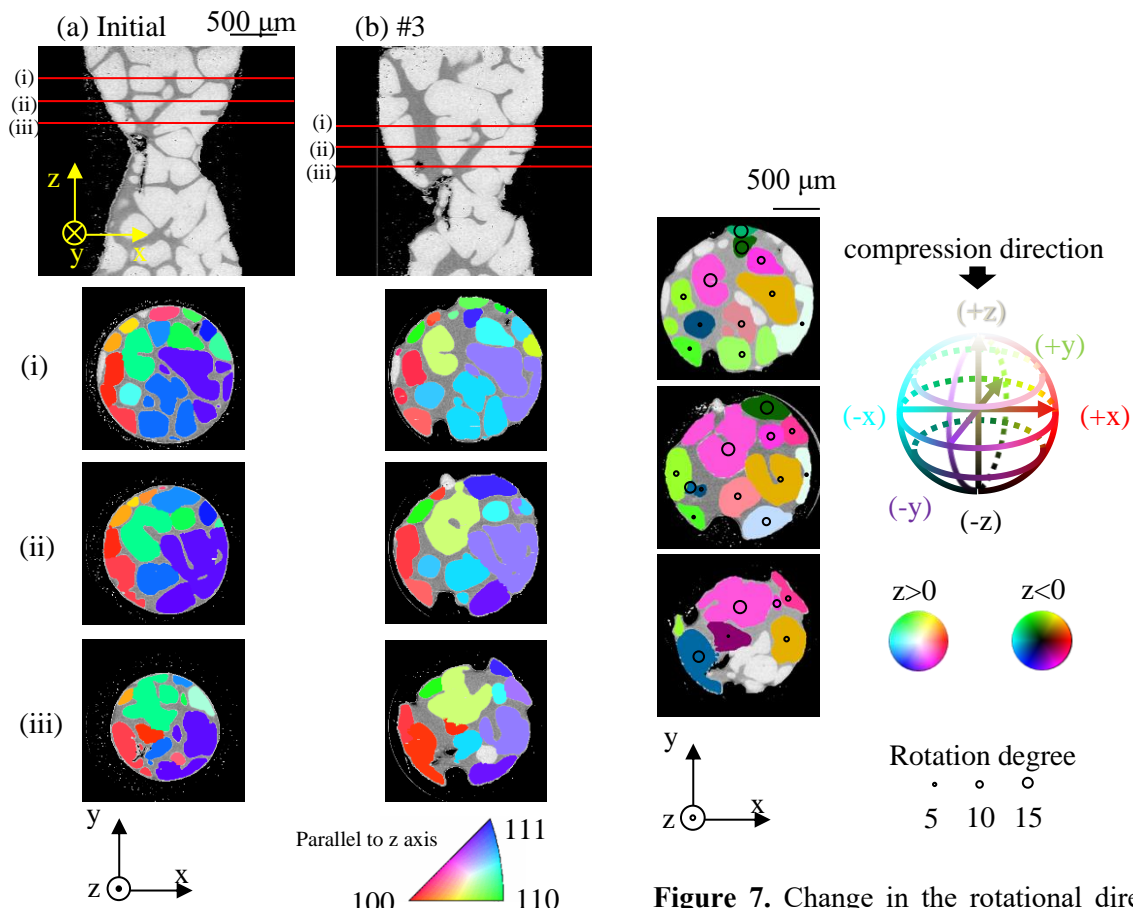 (a) Initial
500 μm
(b) #3
(i)
(ii)
(iii)
z
y
x
(i)
(ii)
(iii)
(i)
(ii)
(iii)
y
z
x
Parallel to z axis
111
100
110
500 μm
compression direction
(+z)
(+y)
(-x)
(+x)
(-y)
(-z)
z>0
z<0
y
z
x
Rotation degree
5 10 15
Figure 7. Change in the rotational dire